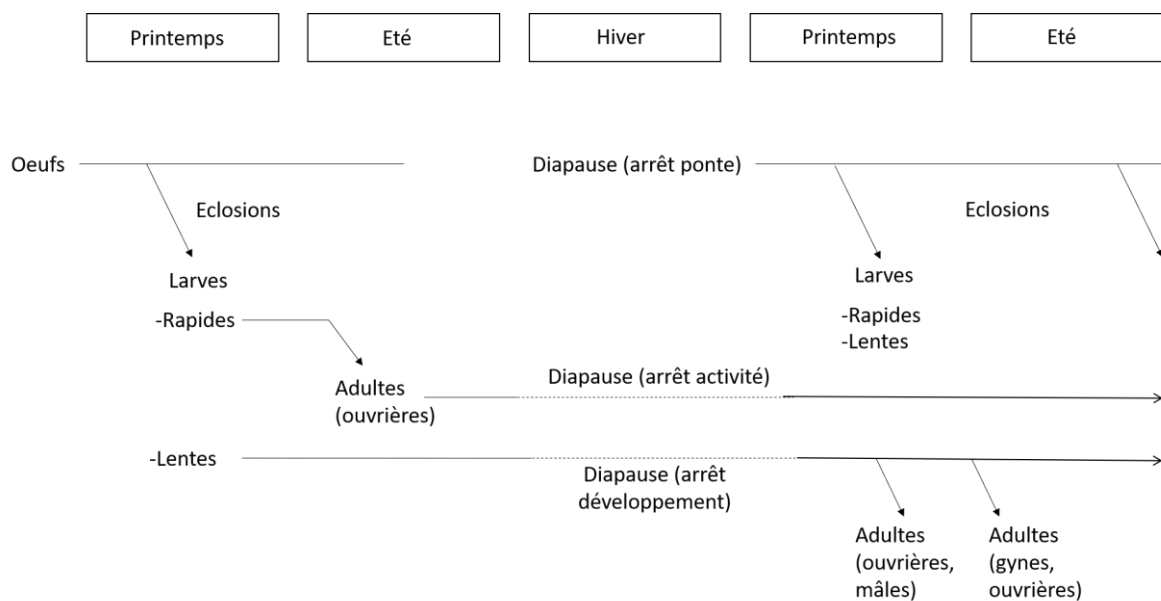 Printemps
Eté
Hiver
Printemps
Eté
Oeufs
Diapause (arrêt ponte)
Eclosions
Eclosions
Larves
-Rapides
Larves
-Rapides
-Lentes
Adultes
(ouvrières)
Diapause (arrêt activité)
-Lentes
Diapause (arrêt
développement)
Adultes
(ouvrières,
mâles)
Adultes
(gynes,
ouvrières)